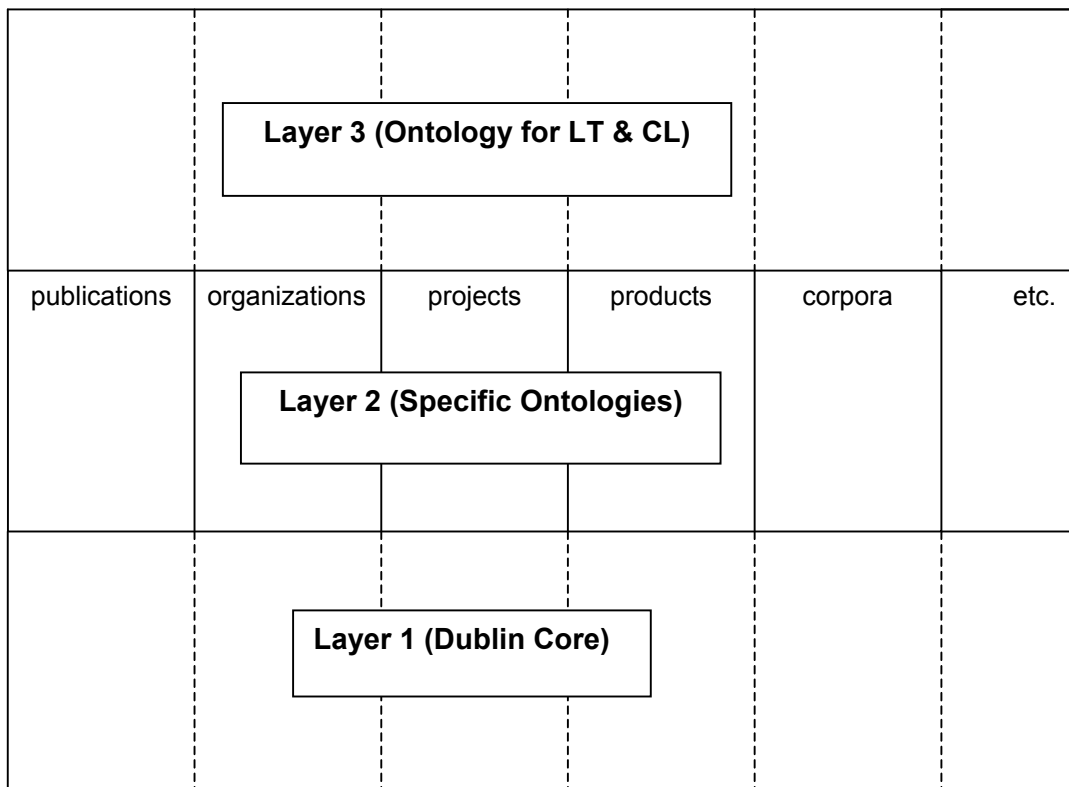 Layer 3 (Ontology for LT & CL)
publications organizations projects products corpora etc.
Layer 2 (Specific Ontologies)
Layer 1 (Dublin Core)